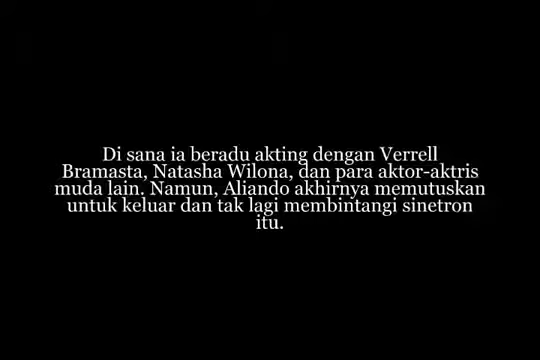 Di sana ia beradu akting dengan Verrell
Bramasta, Natasha Wilona, dan para aktor-aktris
muda lain. Namun, Aliando akhirnya memutuskan
untuk keluar dan tak lagi membintangi sinetron
itu.